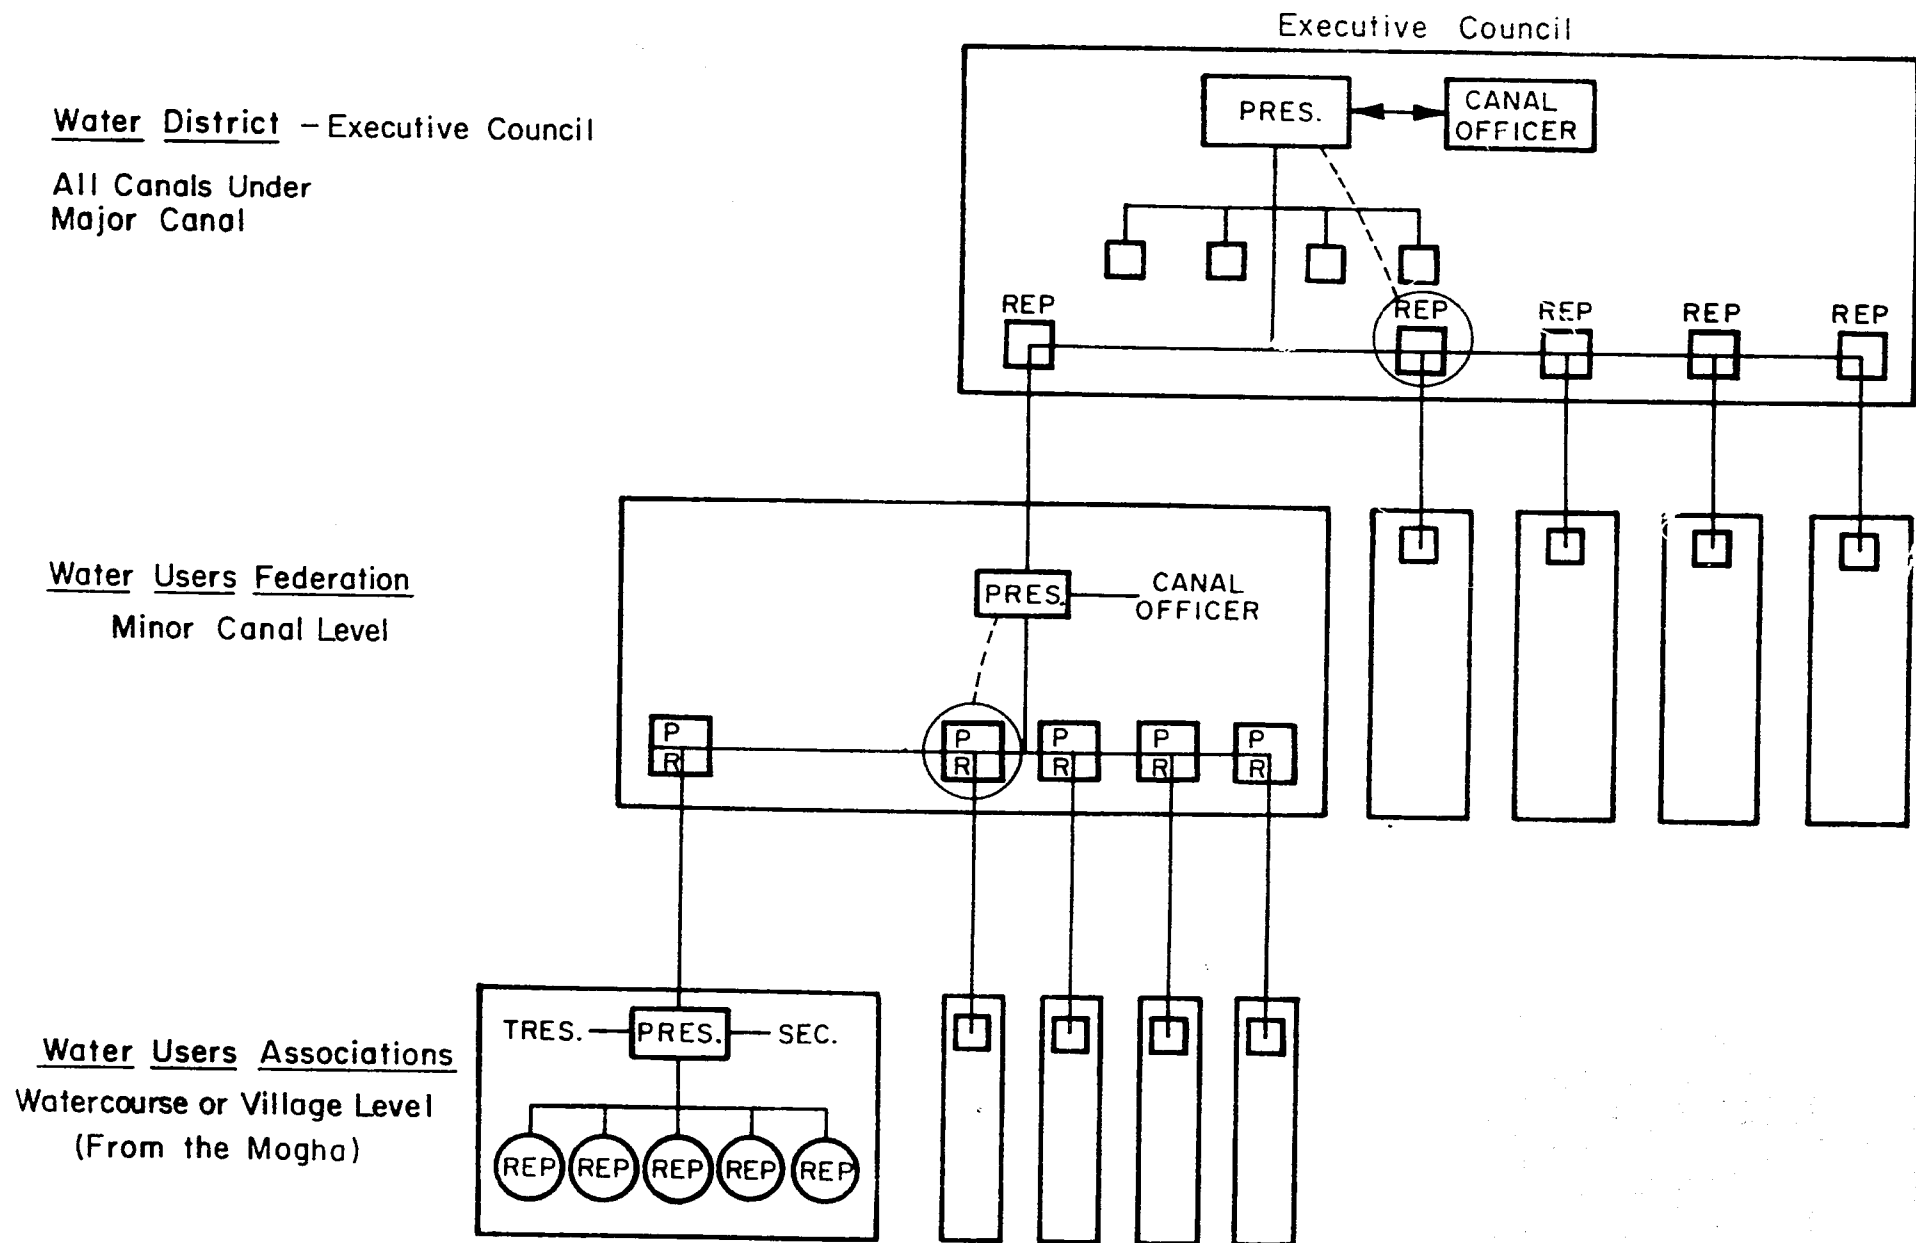 Executive Council
PRES.
CANAL
OFFICER
Water District – Executive Council
All Canals Under
Major Canal
REP
REP
REP
REP
REP
Water Users Federation
Minor Canal Level
PRES.
CANAL
OFFICER
P
R
P
R
P
R
P
R
P
R
Water Users Associations
Watercourse or Village Level
(From the Mogha)
TRES.
PRES.
SEC.
REP
REP
REP
REP
REP